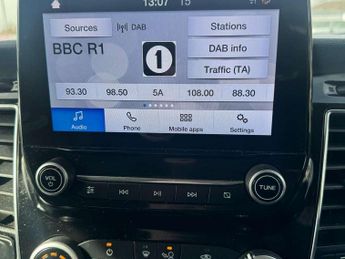 13:07 15
Sources DAB Stations
BBC R1 1 DAB info
Traffic (TA)
93.30 98.50 5A 108.00 88.30
Audio Phone Mobile apps Settings
VOL TUNE